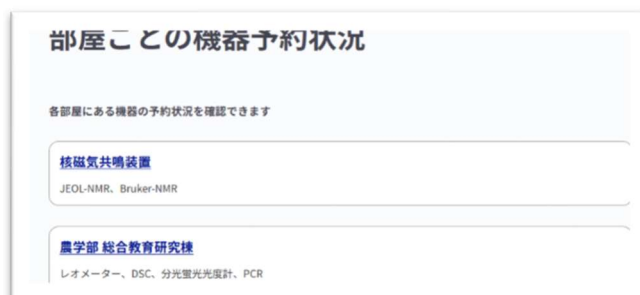 部屋ごとの機器予約状況
各部屋にある機器の予約状況を確認できます
核磁気共鳴装置
JEOL-NMR、Bruker-NMR
農学部 総合教育研究棟
レオメーター、DSC、分光蛍光光度計、PCR